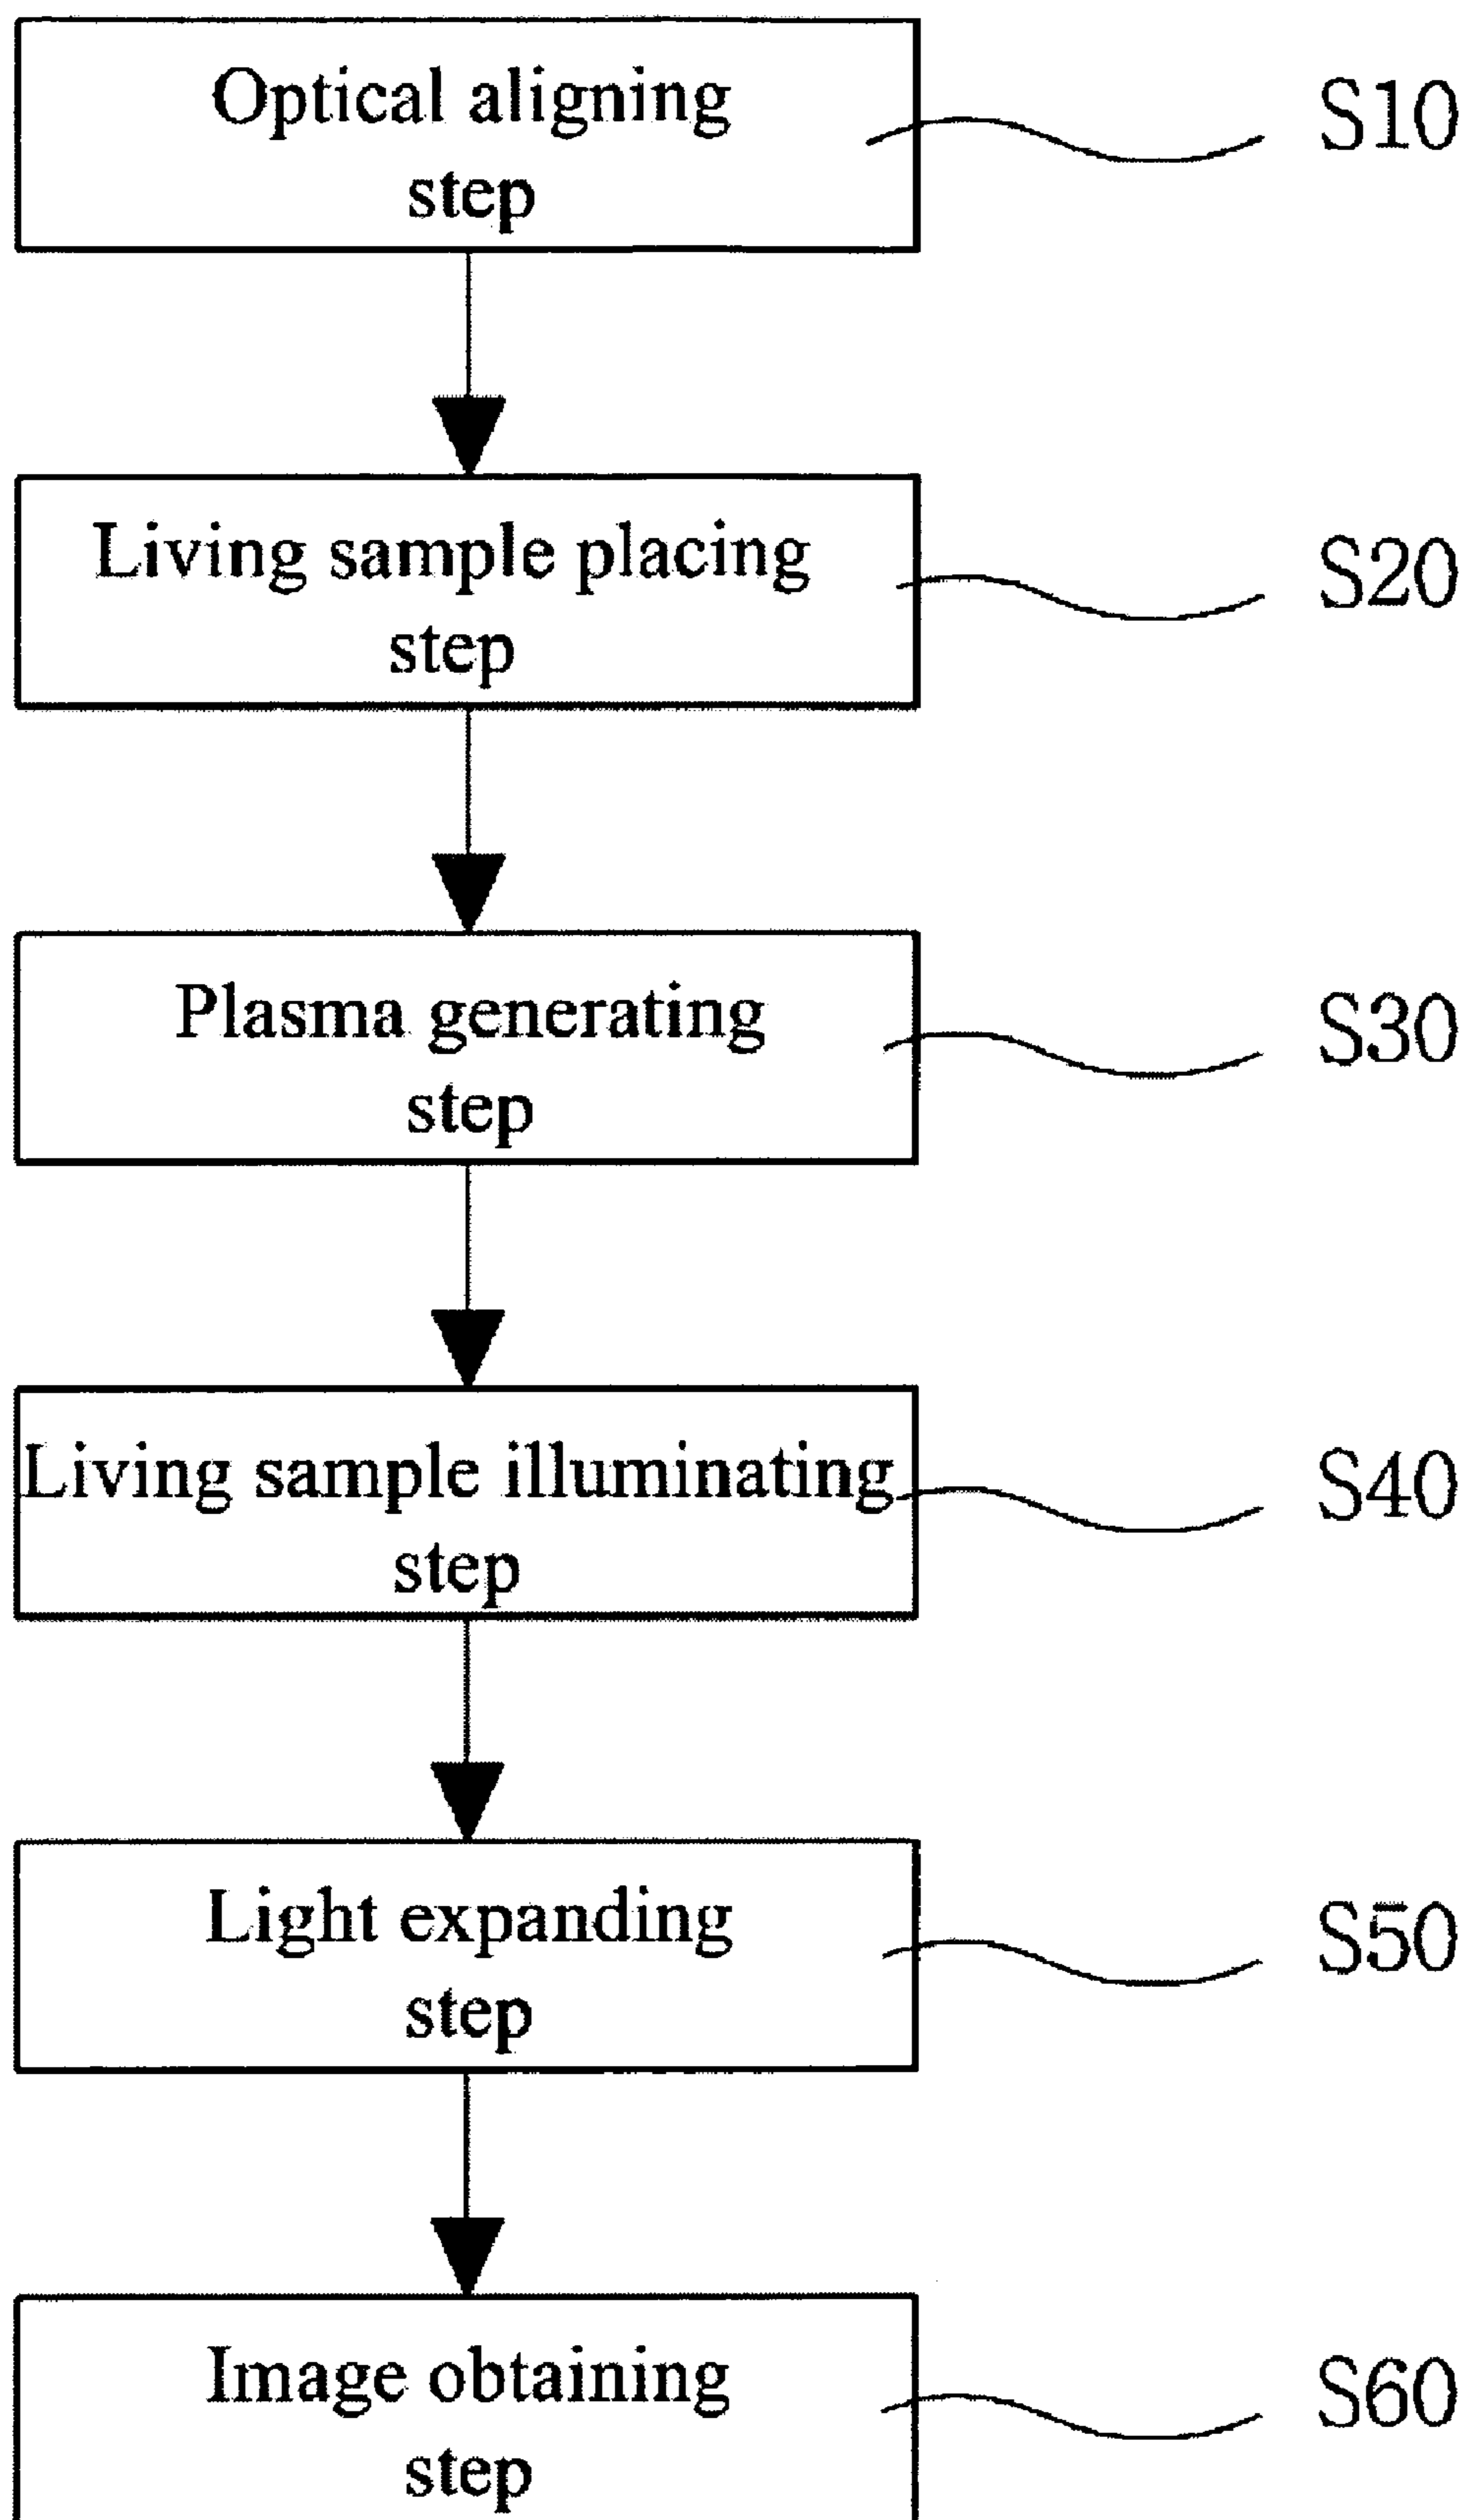 Optical aligning
step
S10
Living sample placing
step
S20
Plasma generating
step
S30
Living sample illuminating
step
S40
Light expanding
step
S50
Image obtaining
step
S60